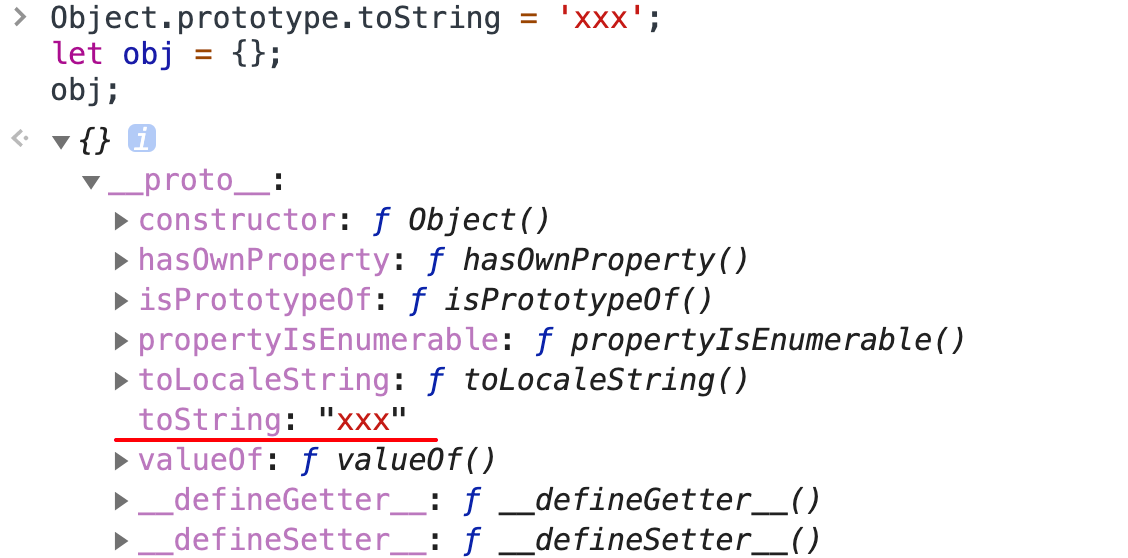 > Object.prototype.toString = 'xxx';
let obj = {};
obj;
{} i
__proto__:
constructor: ƒ Object()
hasOwnProperty: ƒ hasOwnProperty()
isPrototypeOf: ƒ isPrototypeOf()
propertyIsEnumerable: ƒ propertyIsEnumerable()
toLocaleString: ƒ toLocaleString()
toString: "xxx"
valueOf: ƒ valueOf()
__defineGetter__: ƒ __defineGetter__()
__defineSetter__: ƒ __defineSetter__()